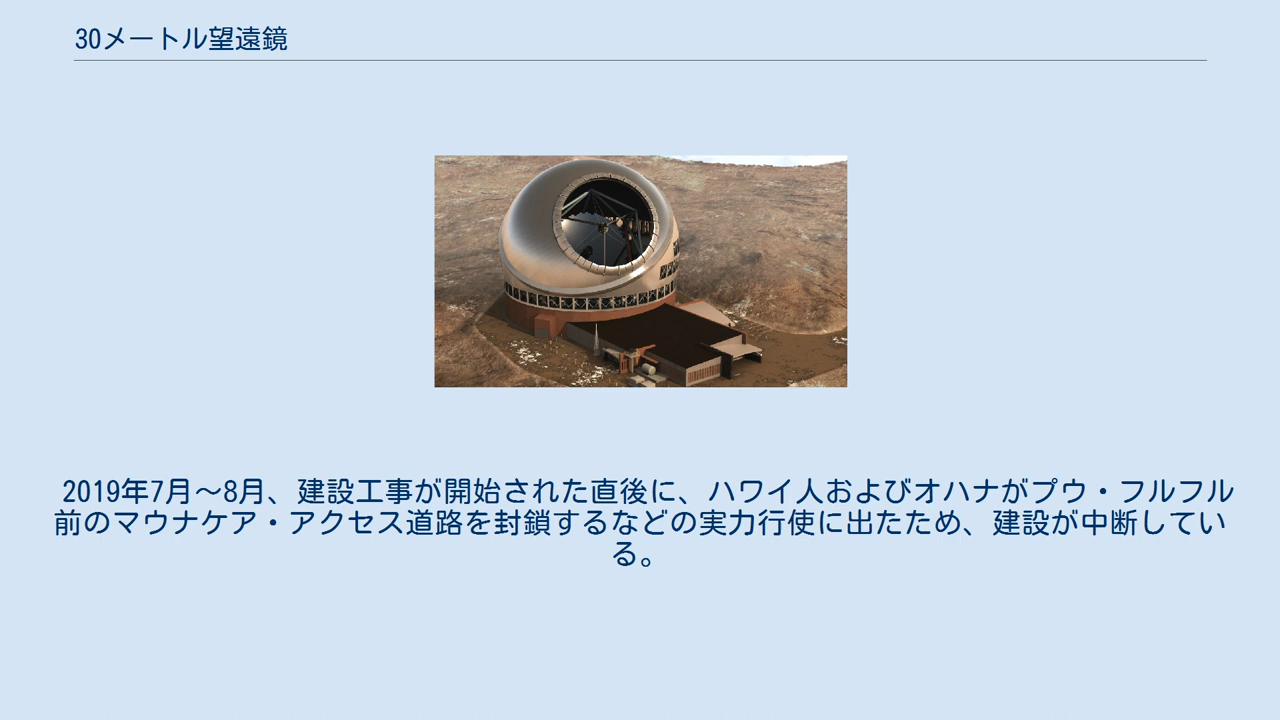 30メートル望遠鏡
2019年7月〜8月、建設工事が開始された直後に、ハワイ人およびオハナがプウ・フルフル
前のマウナケア・アクセス道路を封鎖するなどの実力行使に出たため、建設が中断してい
る。